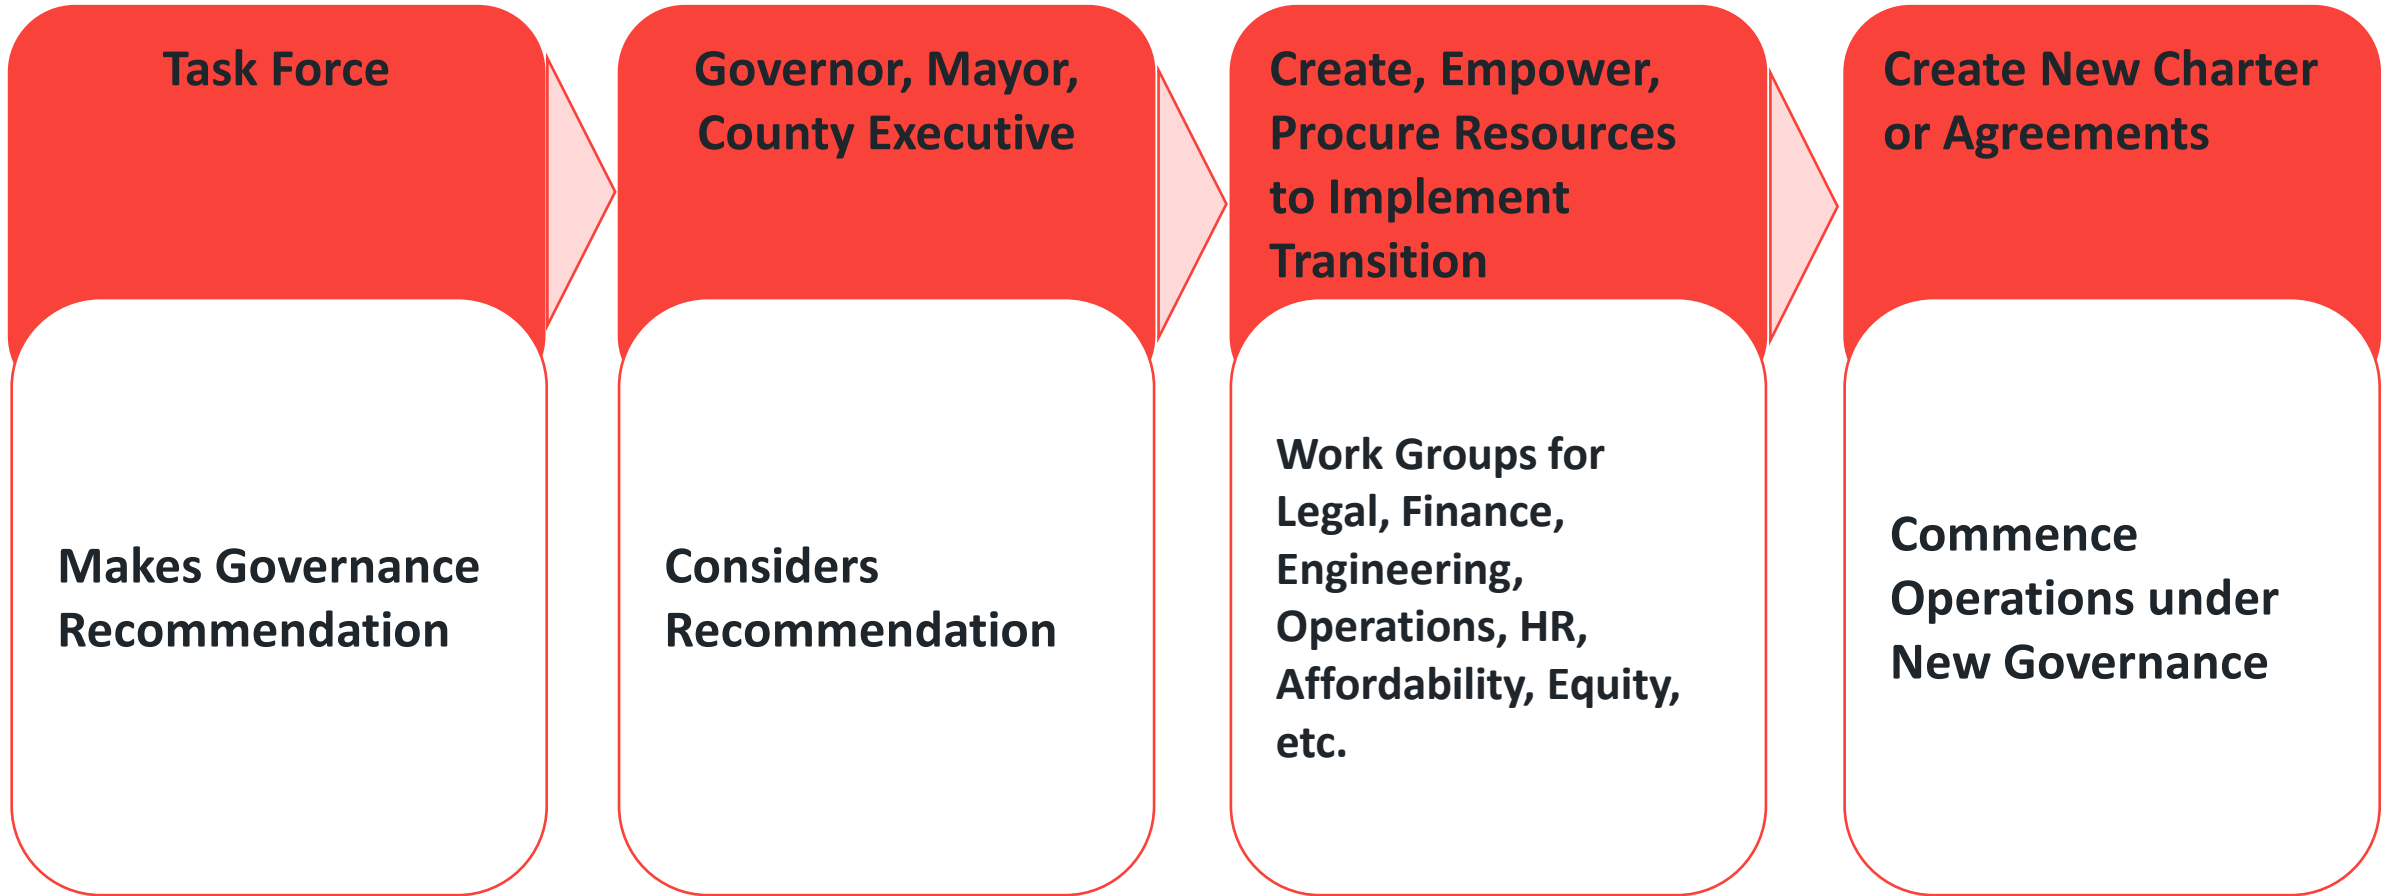 Task Force
Makes Governance
Recommendation
Governor, Mayor,
County Executive
Considers
Recommendation
Create, Empower,
Procure Resources
to Implement
Transition
Work Groups for
Legal, Finance,
Engineering,
Operations, HR,
Affordability, Equity,
etc.
Create New Charter
or Agreements
Commence
Operations under
New Governance